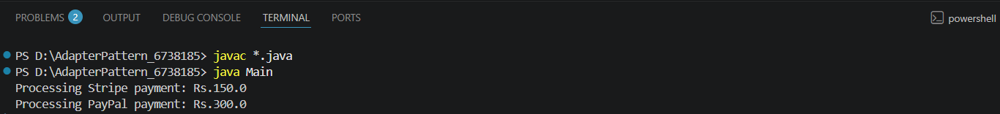 PROBLEMS 2 OUTPUT DEBUG CONSOLE TERMINAL PORTS powershell
PS D:\AdapterPattern_6738185> javac *.java
PS D:\AdapterPattern_6738185> java Main
Processing Stripe payment: Rs.150.0
Processing PayPal payment: Rs.300.0